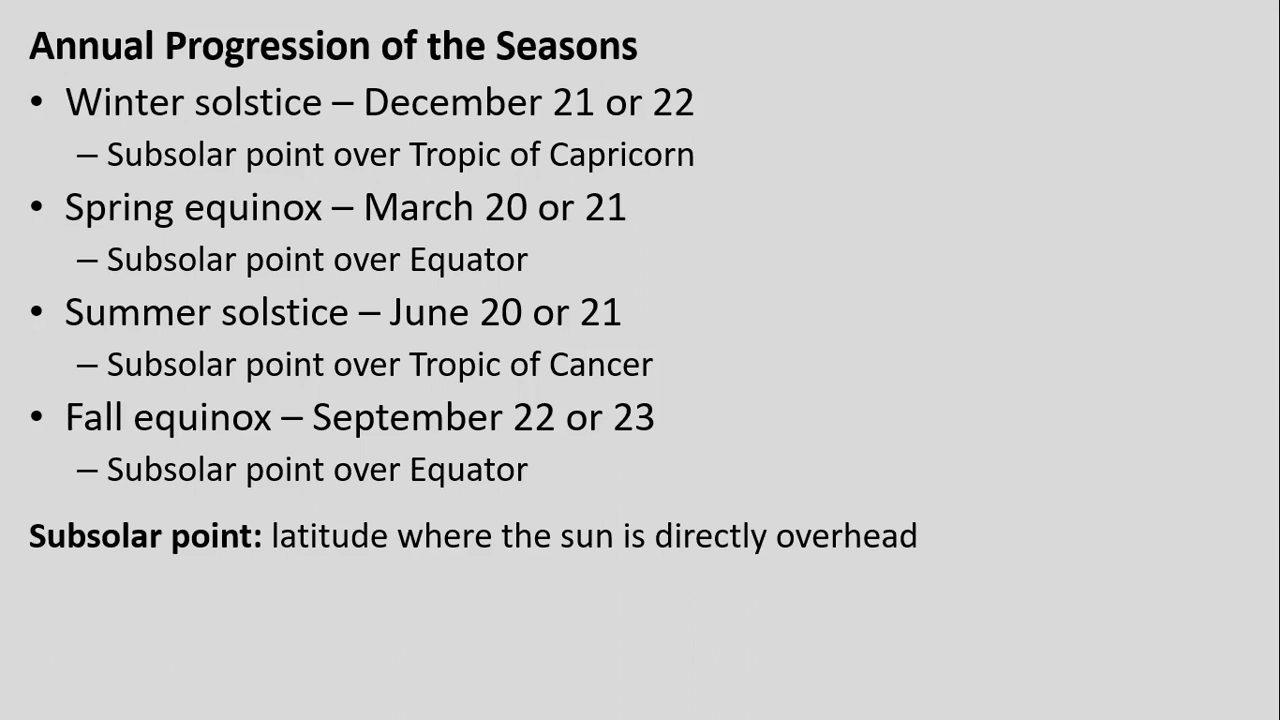 Annual Progression of the Seasons
• Winter solstice – December 21 or 22
– Subsolar point over Tropic of Capricorn
• Spring equinox – March 20 or 21
– Subsolar point over Equator
• Summer solstice – June 20 or 21
– Subsolar point over Tropic of Cancer
• Fall equinox – September 22 or 23
– Subsolar point over Equator
Subsolar point: latitude where the sun is directly overhead